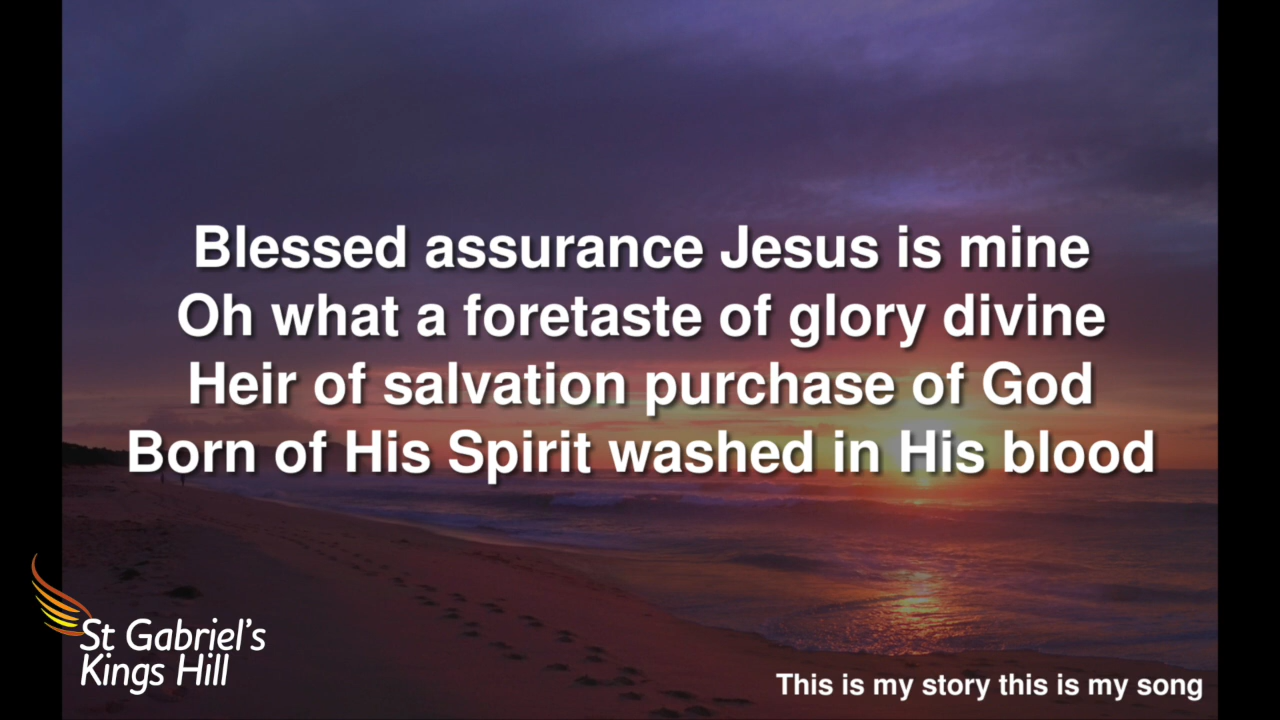 Blessed assurance Jesus is mine
Oh what a foretaste of glory divine
Heir of salvation purchase of God
Born of His Spirit washed in His blood
St Gabriel's
Kings Hill
This is my story this is my song